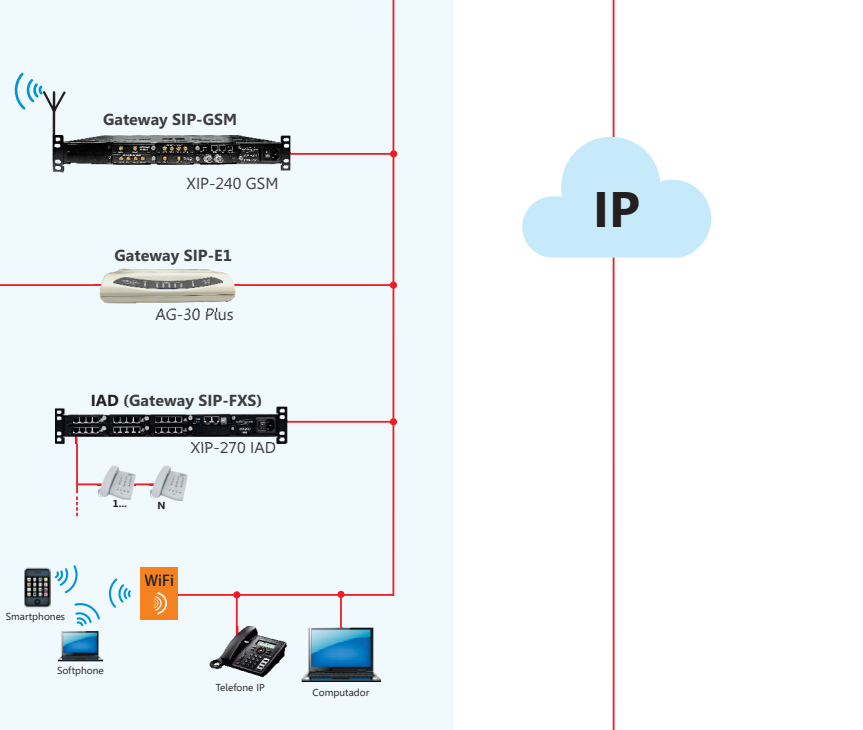 Gateway SIP-GSM
XIP-240 GSM
IP
Gateway SIP-E1
AG-30 Plus
IAD (Gateway SIP-FXS)
XIP-270 IAD
1...
N
WiFi
Smartphones
Softphone
Telefone IP
Computador